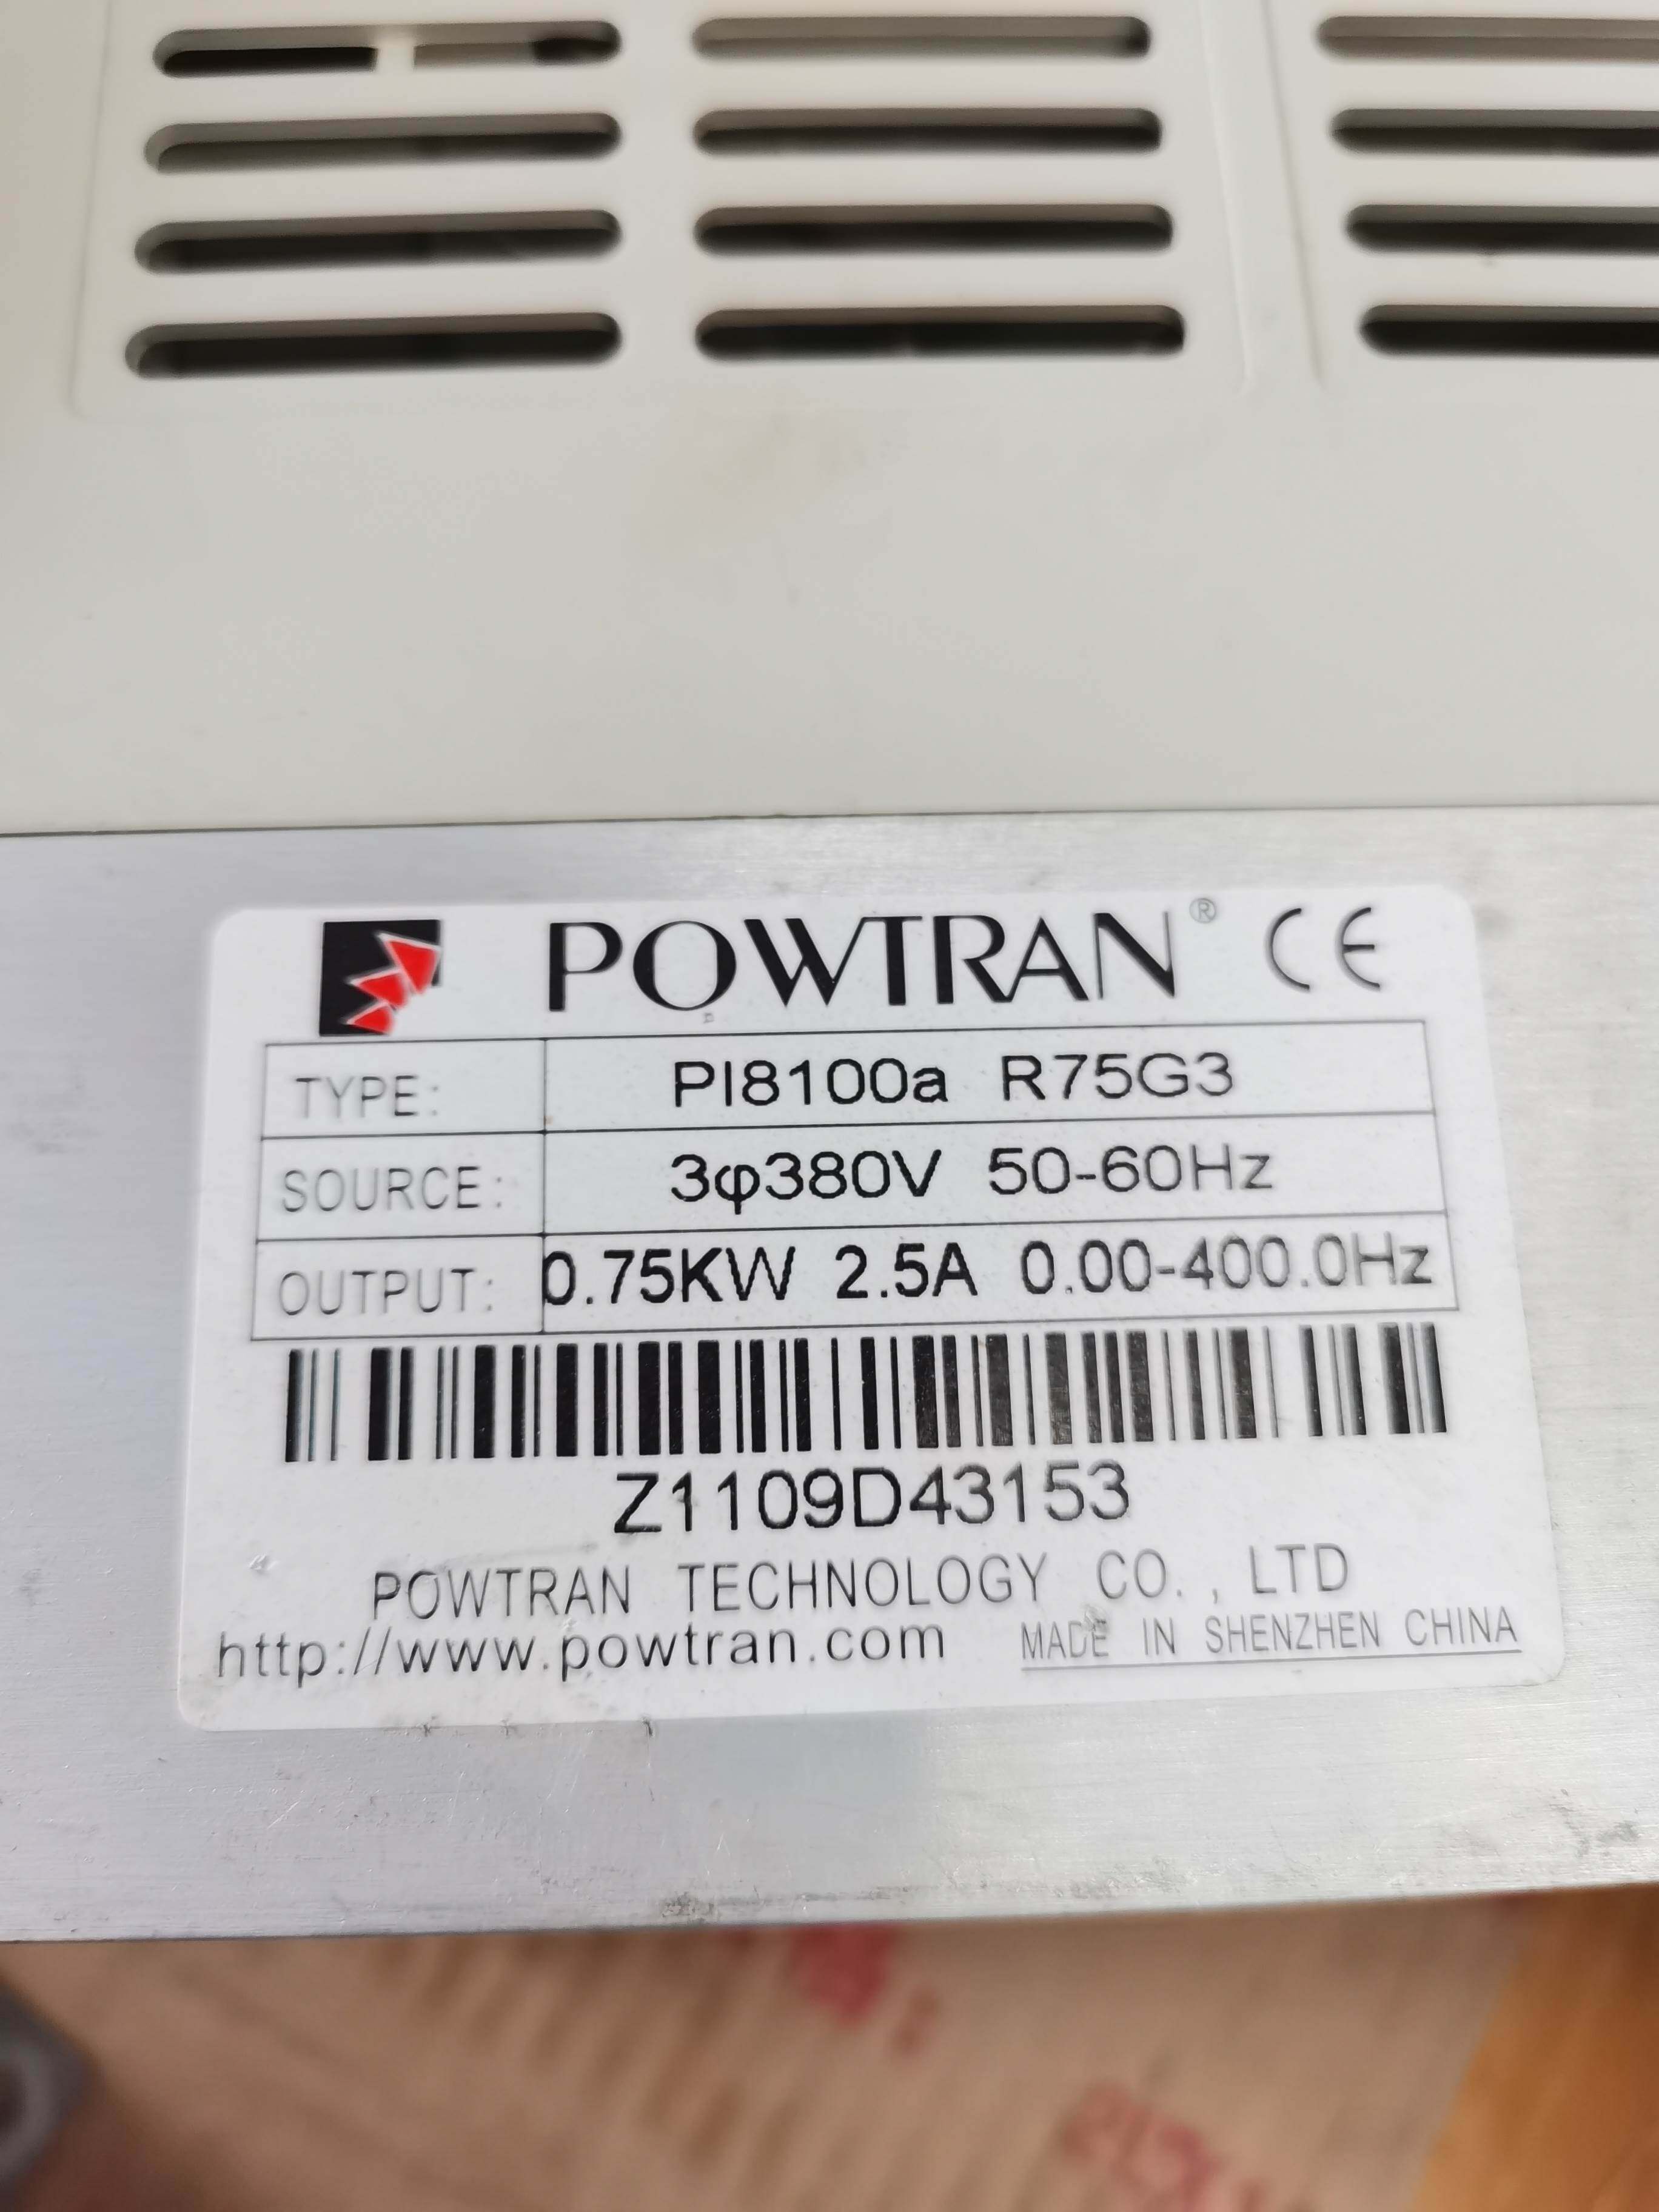 POWTRAN® CE
TYPE: PI8100a R75G3
SOURCE: 3φ380V 50-60Hz
OUTPUT: 0.75KW 2.5A 0.00-400.0Hz
Z1109D43153
POWTRAN TECHNOLOGY CO., LTD
http://www.powtran.com MADE IN SHENZHEN CHINA